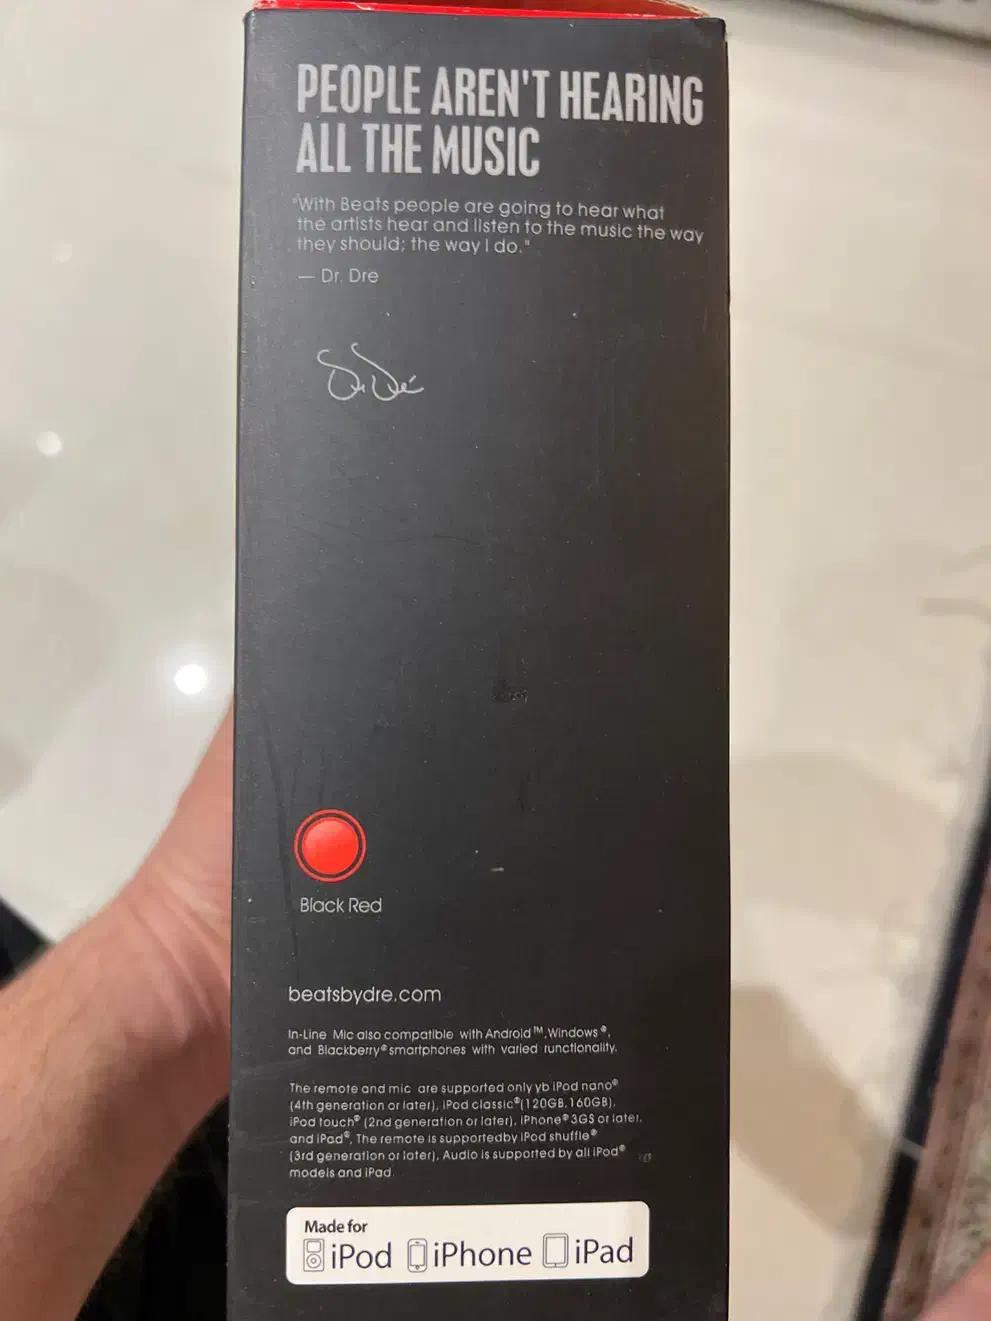 PEOPLE AREN'T HEARING
ALL THE MUSIC
"With Beats people are going to hear what
the artists hear and listen to the music the way
they should; the way I do."
— Dr. Dre
Dr. Dre
Black Red
beatsbydre.com
In-Line Mic also compatible with Android™,Windows®,
and Blackberry® smartphones with varied runctionality.
The remote and mic are supported only yb iPod nano®
(4th generation or later), iPod classic®(120GB,160GB),
iPod touch® (2nd generation or later), iPhone® 3GS or later,
and iPad®, The remote is supportedby iPod shuffle®
(3rd generation or later), Audio is supported by all iPod®
models and iPad.
Made for
iPod iPhone iPad